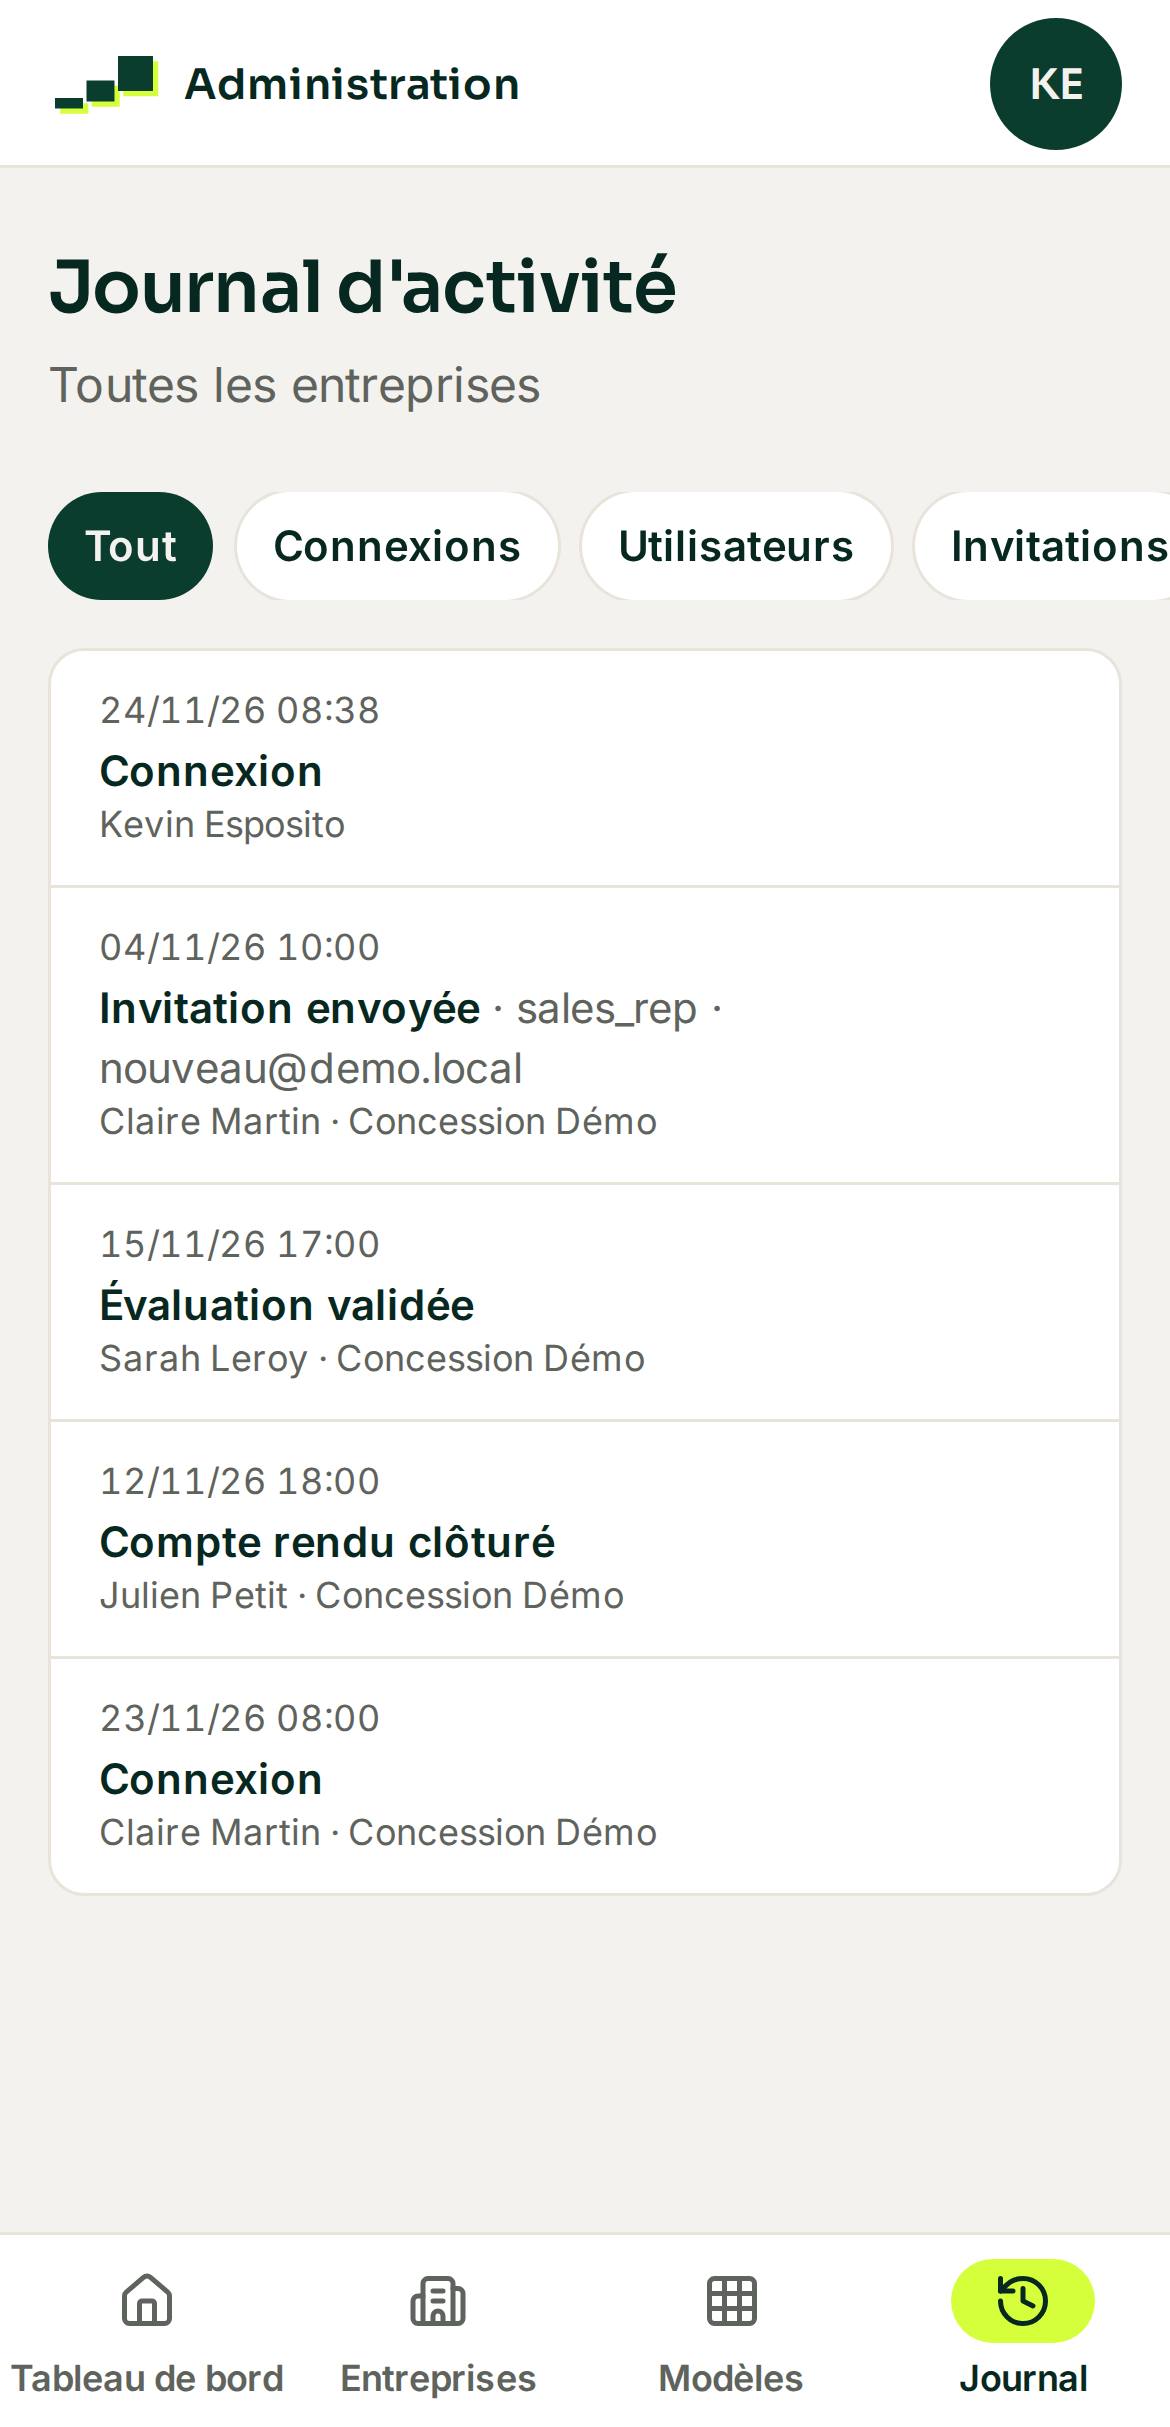 Administration
KE
Journal d'activité
Toutes les entreprises
Tout
Connexions
Utilisateurs
Invitations
24/11/26 08:38
Connexion
Kevin Esposito
04/11/26 10:00
Invitation envoyée · sales_rep ·
nouveau@demo.local
Claire Martin · Concession Démo
15/11/26 17:00
Évaluation validée
Sarah Leroy · Concession Démo
12/11/26 18:00
Compte rendu clôturé
Julien Petit · Concession Démo
23/11/26 08:00
Connexion
Claire Martin · Concession Démo
Tableau de bord
Entreprises
Modèles
Journal